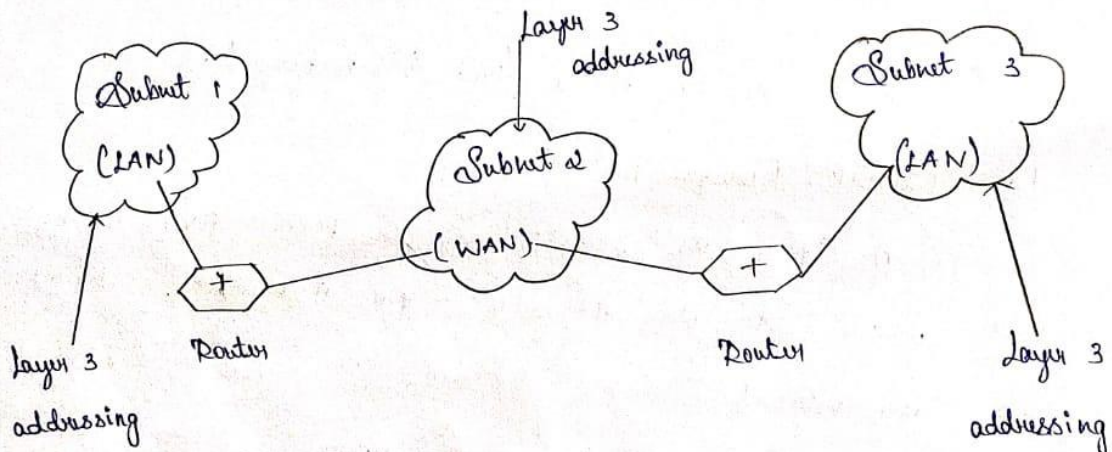 Layer 3
addressing
Subnet 1
(LAN)
Subnet 2
(WAN)
Subnet 3
(LAN)
+
+
Layer 3
addressing
Router
Router
Layer 3
addressing